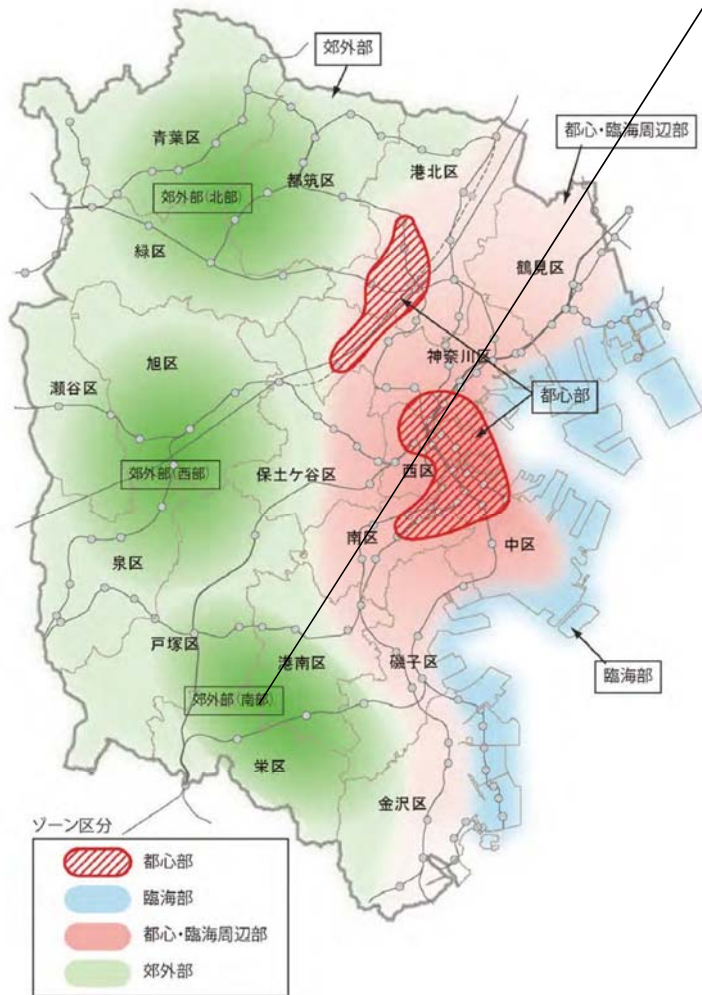 郊外部
都心・臨海周辺部
青葉区
港北区
都筑区
郊外部(北部)
緑区
鶴見区
旭区
神奈川区
瀬谷区
都心部
郊外部(西部)
保土ケ谷区
西区
南区
中区
泉区
戸塚区
港南区
磯子区
臨海部
郊外部(南部)
栄区
金沢区
ゾーン区分
都心部
臨海部
都心・臨海周辺部
郊外部